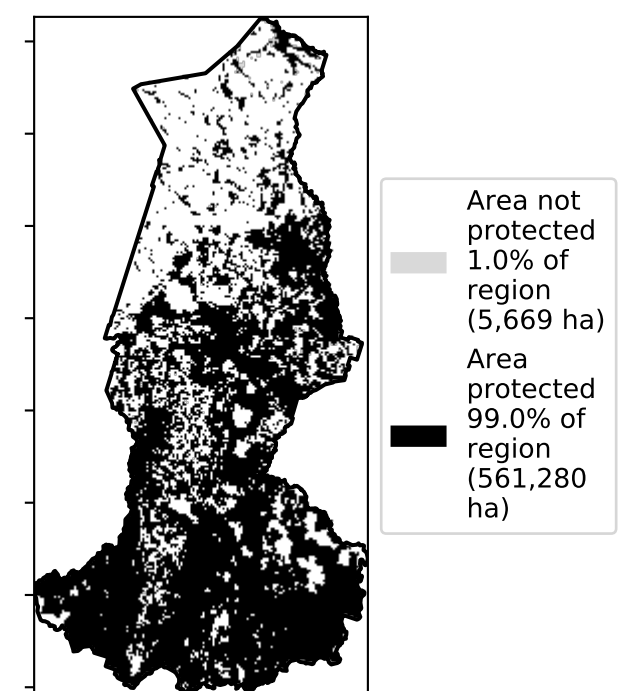 Area not
protected
1.0% of
region
(5,669 ha)
Area
protected
99.0% of
region
(561,280
ha)